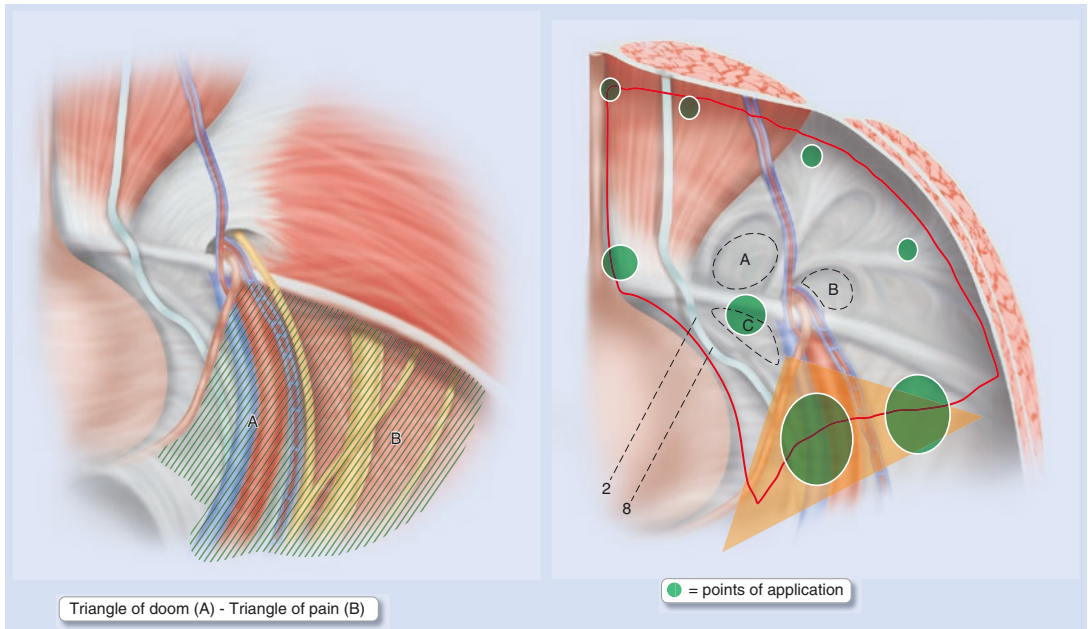 A
B
Triangle of doom (A) - Triangle of pain (B)
A
B
C
2
8
= points of application